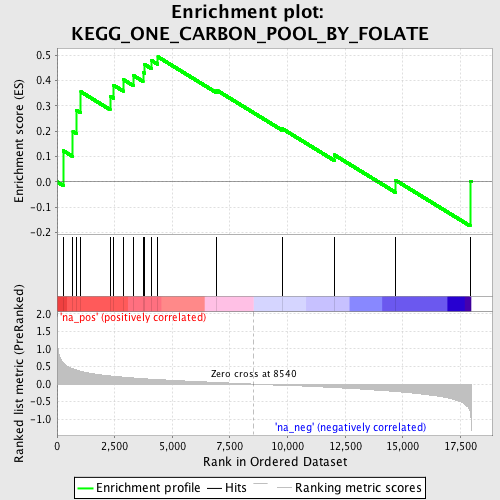 Enrichment plot:
KEGG_ONE_CARBON_POOL_BY_FOLATE
Enrichment score (ES)
0.5
0.4
0.3
0.2
0.1
0.0
-0.1
-0.2
'na_pos' (positively correlated)
Ranked list metric (PreRanked)
2.0
1.5
1.0
0.5
0.0
-0.5
-1.0
Zero cross at 8540
'na_neg' (negatively correlated)
0 2,500 5,000 7,500 10,000 12,500 15,000 17,500
Rank in Ordered Dataset
Enrichment profile Hits Ranking metric scores